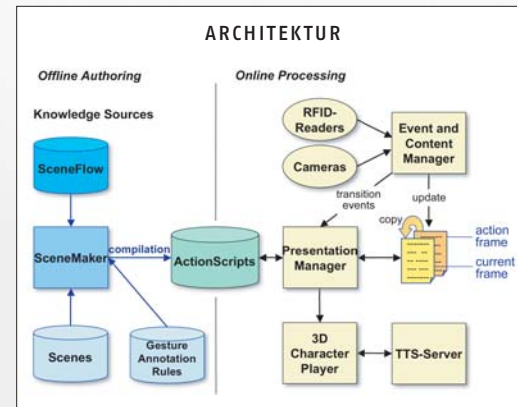 ARCHITEKTUR
Offline Authoring
Online Processing
Knowledge Sources
RFID-
Readers
Event and
Content
Manager
SceneFlow
Cameras
transition
events
update
copy
action
frame
SceneMaker
compilation
ActionScripts
Presentation
Manager
current
frame
Scenes
Gesture
Annotation
Rules
3D
Character
Player
TTS-Server